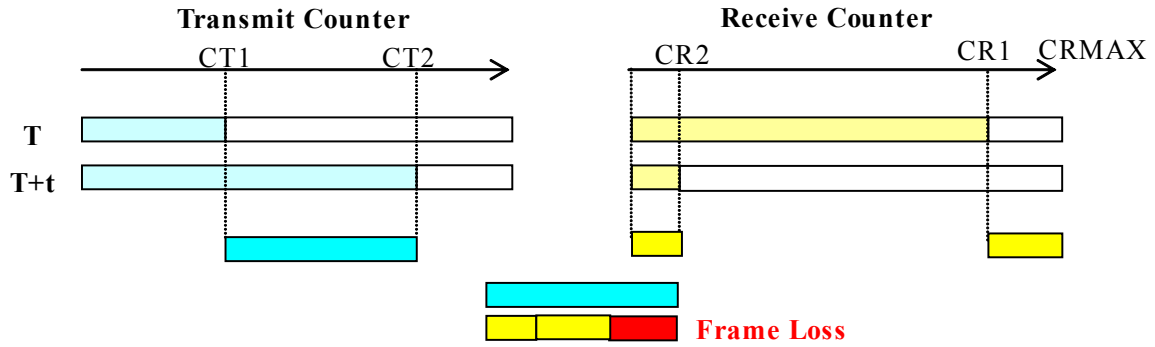 Transmit Counter
Receive Counter
CT1
CT2
CR2
CR1
CRMAX
T
T+t
Frame Loss